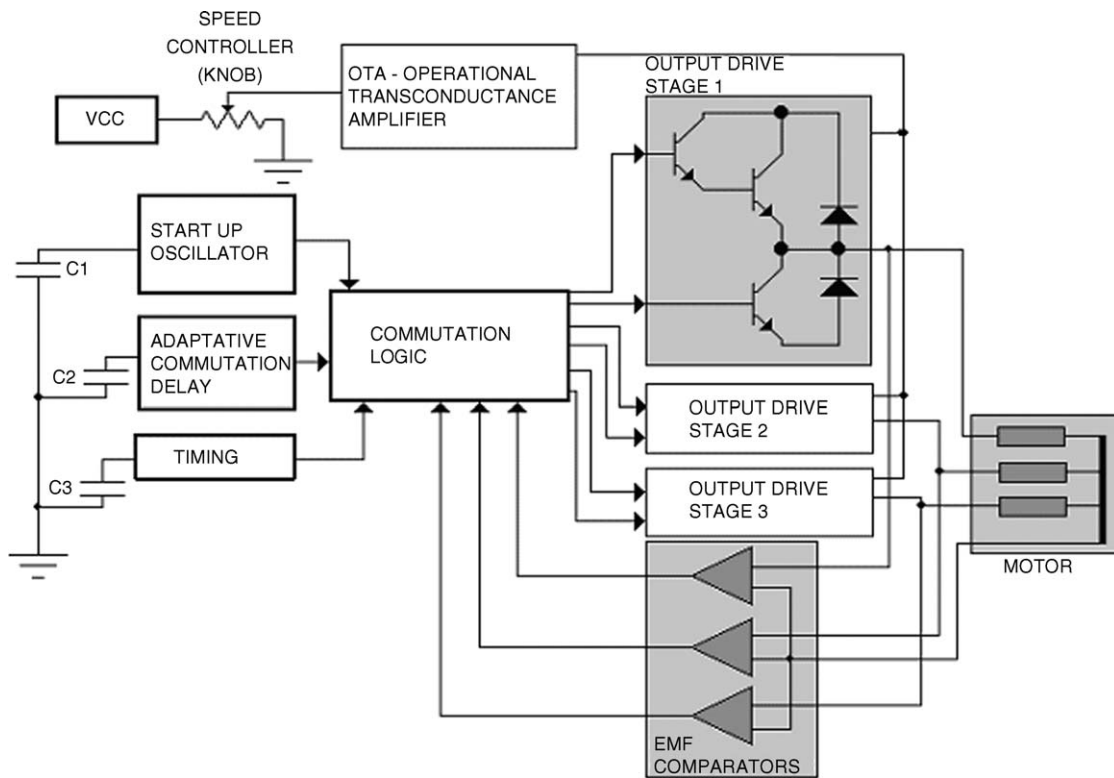 SPEED
CONTROLLER
(KNOB)
VCC
OTA - OPERATIONAL
TRANSCONDUCTANCE
AMPLIFIER
OUTPUT DRIVE
STAGE 1
START UP
OSCILLATOR
C1
ADAPTATIVE
COMMUTATION
DELAY
C2
TIMING
C3
COMMUTATION
LOGIC
OUTPUT DRIVE
STAGE 2
OUTPUT DRIVE
STAGE 3
MOTOR
EMF
COMPARATORS